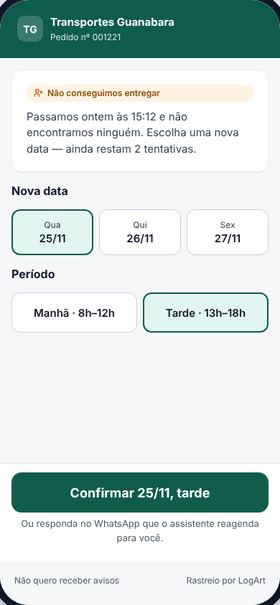 TG
Transportes Guanabara
Pedido nº 001221
Não conseguimos entregar
Passamos ontem às 15:12 e não
encontramos ninguém. Escolha uma nova
data — ainda restam 2 tentativas.
Nova data
Qua
25/11
Qui
26/11
Sex
27/11
Período
Manhã · 8h–12h
Tarde · 13h–18h
Confirmar 25/11, tarde
Ou responda no WhatsApp que o assistente reagenda
para você.
Não quero receber avisos
Rastreio por LogArt